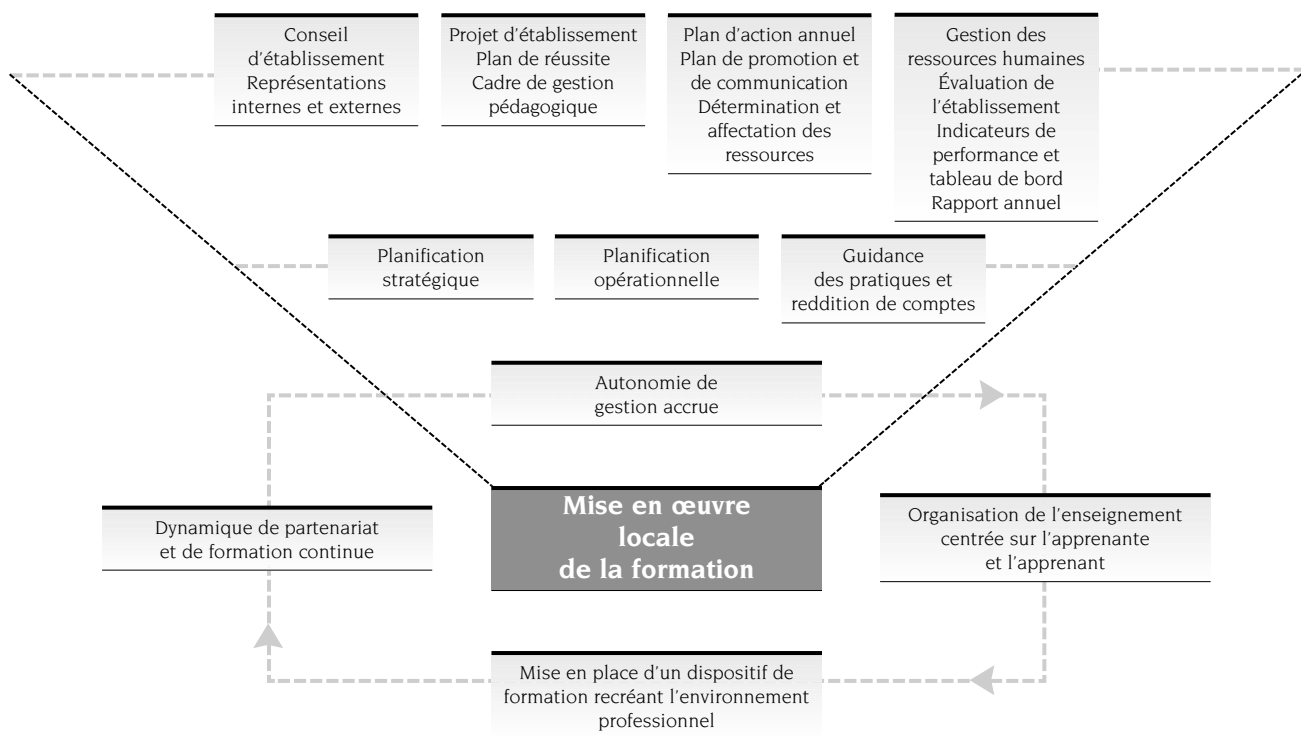 Conseil
d'établissement
Représentations
internes et externes
Projet d'établissement
Plan de réussite
Cadre de gestion
pédagogique
Plan d'action annuel
Plan de promotion et
de communication
Détermination et
affectation des
ressources
Gestion des
ressources humaines
Évaluation de
l'établissement
Indicateurs de
performance et
tableau de bord
Rapport annuel
Planification
stratégique
Planification
opérationnelle
Guidance
des pratiques et
reddition de comptes
Autonomie de
gestion accrue
Dynamique de partenariat
et de formation continue
Mise en œuvre
locale
de la formation
Organisation de l'enseignement
centrée sur l'apprenante
et l'apprenant
Mise en place d'un dispositif de
formation recréant l'environnement
professionnel